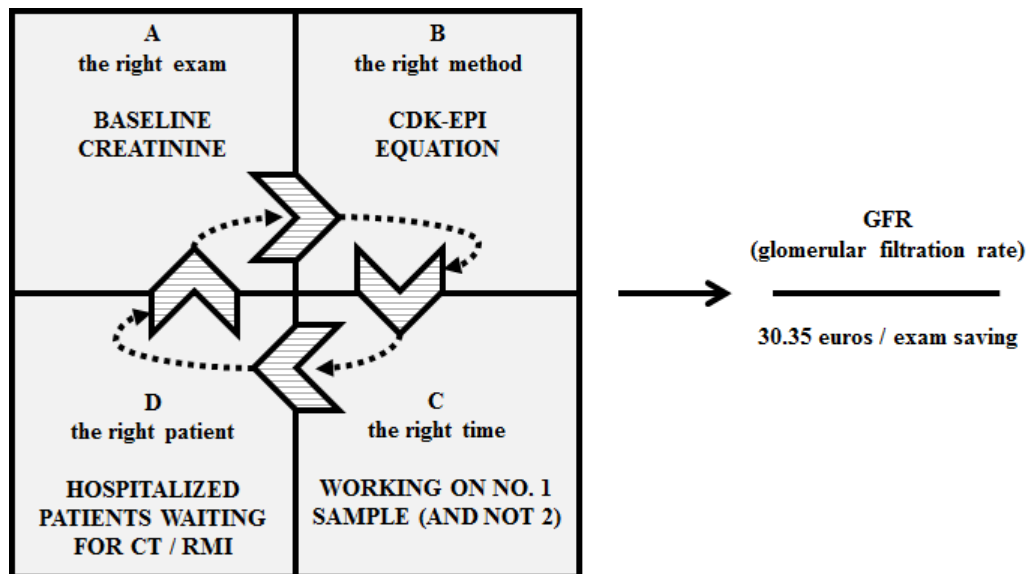 A
the right exam
BASELINE
CREATININE
B
the right method
CDK-EPI
EQUATION
D
the right patient
HOSPITALIZED
PATIENTS WAITING
FOR CT / RMI
C
the right time
WORKING ON NO. 1
SAMPLE (AND NOT 2)
GFR
(glomerular filtration rate)
30.35 euros / exam saving